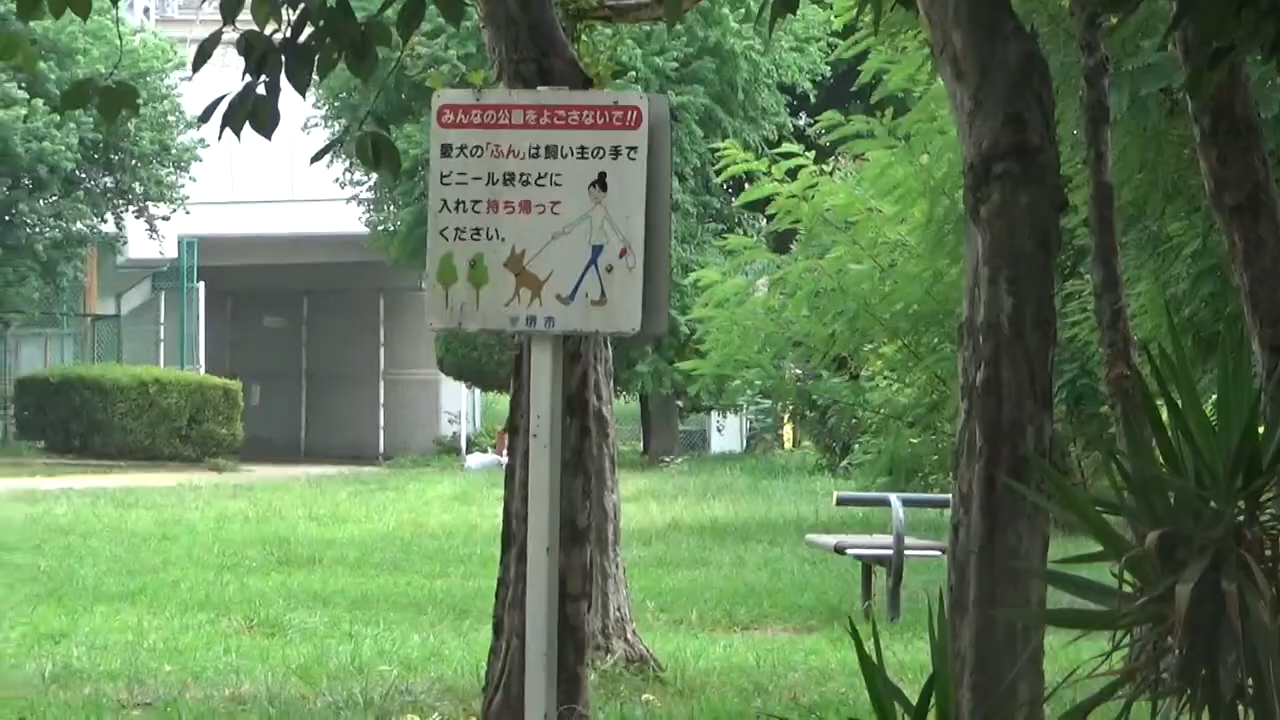 みんなの公園をよごさないで!!
愛犬の「ふん」は飼い主の手で
ビニール袋などに
入れて持ち帰って
ください。
堺市